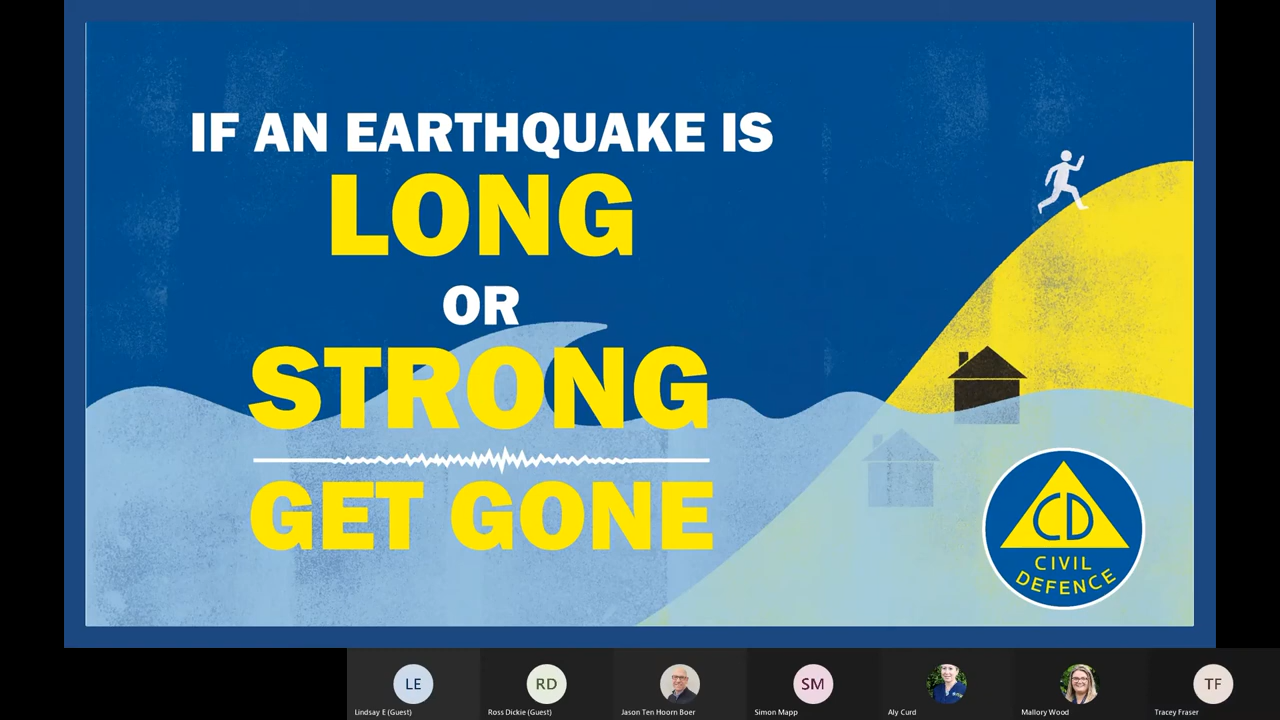 IF AN EARTHQUAKE IS
LONG
OR
STRONG
GET GONE
CD
CIVIL
DEFENCE
LE
RD
SM
TF
Lindsay E (Guest)
Ross Dickie (Guest)
Jason Ten Hoorn Boer
Simon Mapp
Aly Curd
Mallory Wood
Tracey Fraser